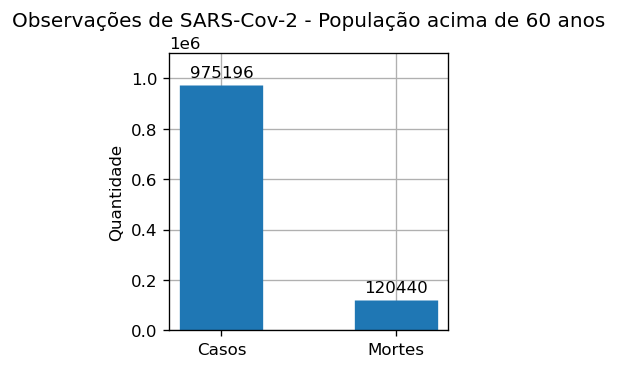 Observações de SARS-Cov-2 - População acima de 60 anos
1e6
975196
1.0
0.8
0.6
0.4
0.2
0.0
Quantidade
120440
Casos
Mortes